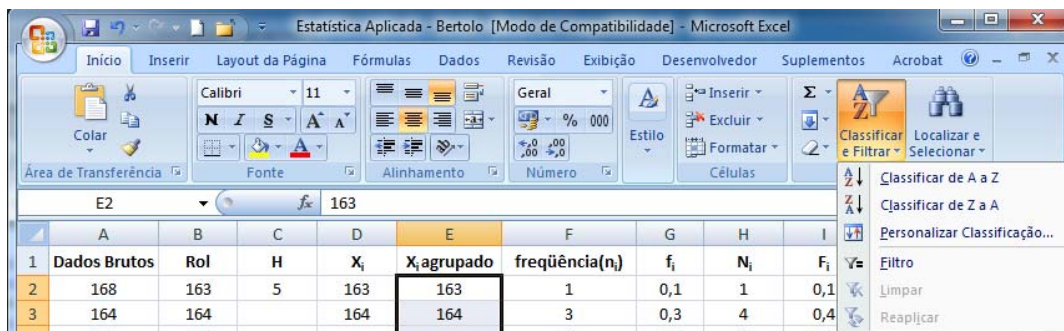 Estatística Aplicada - Bertolo [Modo de Compatibilidade] - Microsoft Excel
Início Inserir Layout da Página Fórmulas Dados Revisão Exibição Desenvolvedor Suplementos Acrobat
Colar
Calibri 11
N I S A A
A
Geral
% 000
,00 ,00
Estilo
Inserir
Excluir
Formatar
Σ
Classificar e Filtrar
Localizar e Selecionar
Área de Transferência Fonte Alinhamento Número Células
Classificar de A a Z
Classificar de Z a A
Personalizar Classificação...
Filtro
Limpar
Reaplicar
E2 fx 163
A B C D E F G H I
1 Dados Brutos Rol H Xi Xi agrupado freqüência(ni) fi Ni Fi
2 168 163 5 163 163 1 0,1 1 0,1
3 164 164 164 164 3 0,3 4 0,4